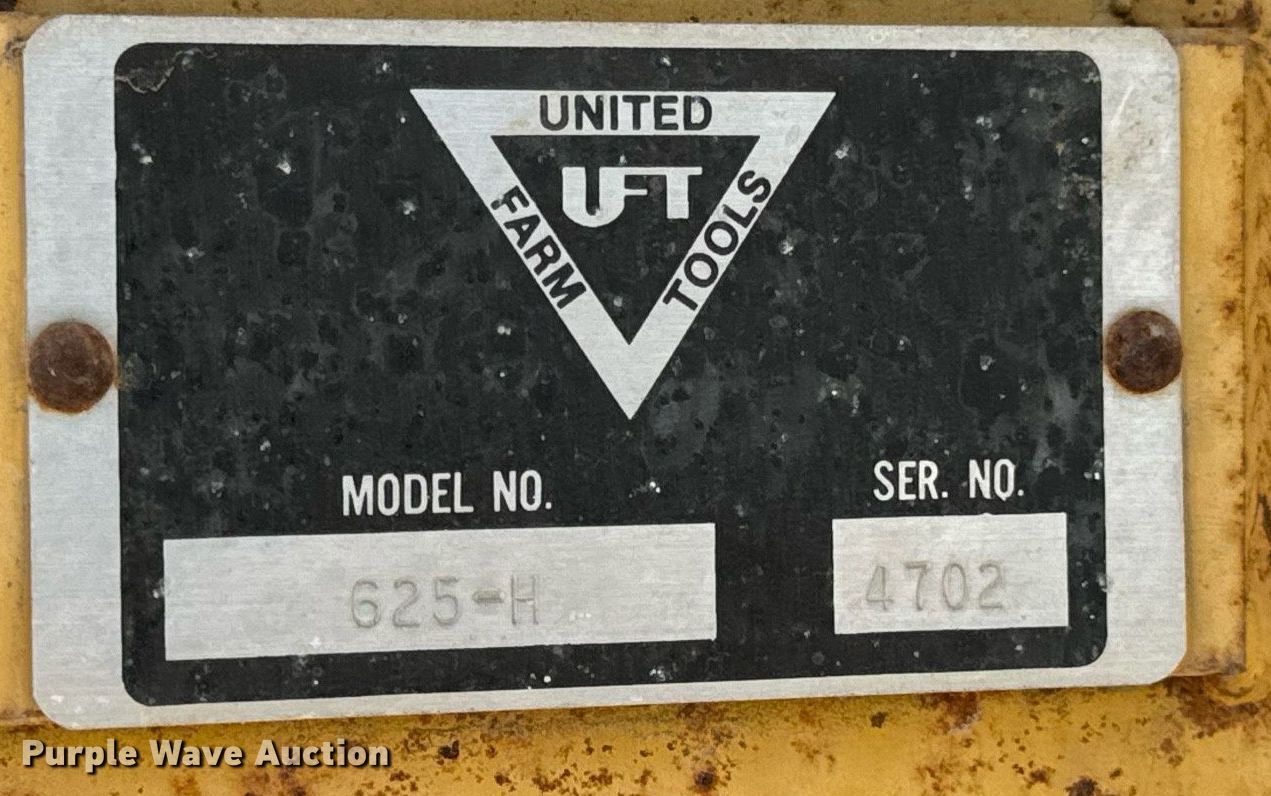 UNITED
UFT
FARM
TOOLS
MODEL NO.
SER. NO.
625-H
4702
Purple Wave Auction